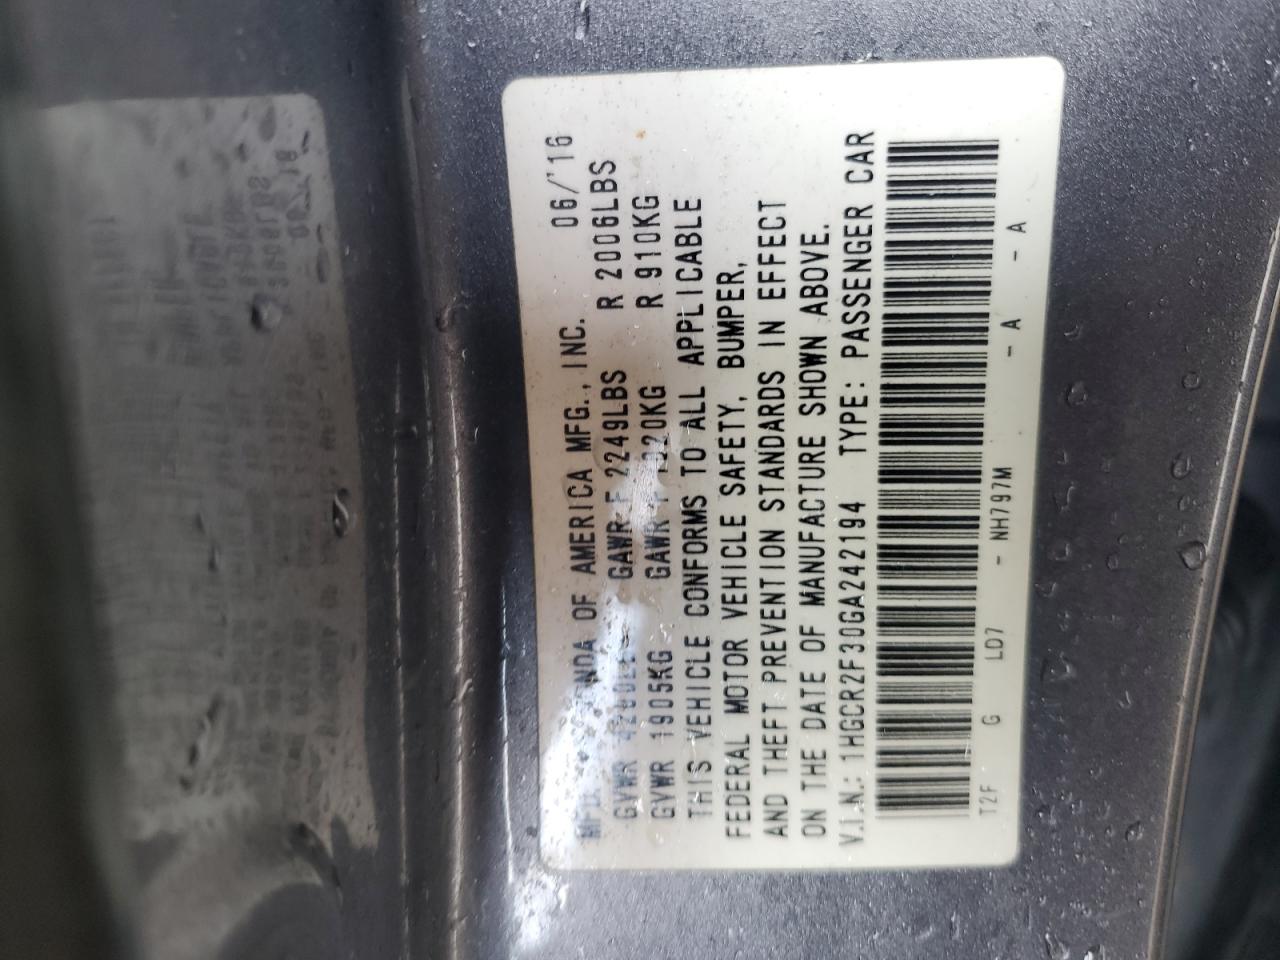 OF AMERICA MFG., INC. 06/'16
GVWR GAWR F 2249LBS R 2006LBS
GVWR 1905KG GAWR R 910KG
THIS VEHICLE CONFORMS TO ALL APPLICABLE
FEDERAL MOTOR VEHICLE SAFETY, BUMPER,
AND THEFT PREVENTION STANDARDS IN EFFECT
ON THE DATE OF MANUFACTURE SHOWN ABOVE.
V.I.N.: 1HGCR2F30GA242194 TYPE: PASSENGER CAR
T2F G LD7 - NH797M - A - A